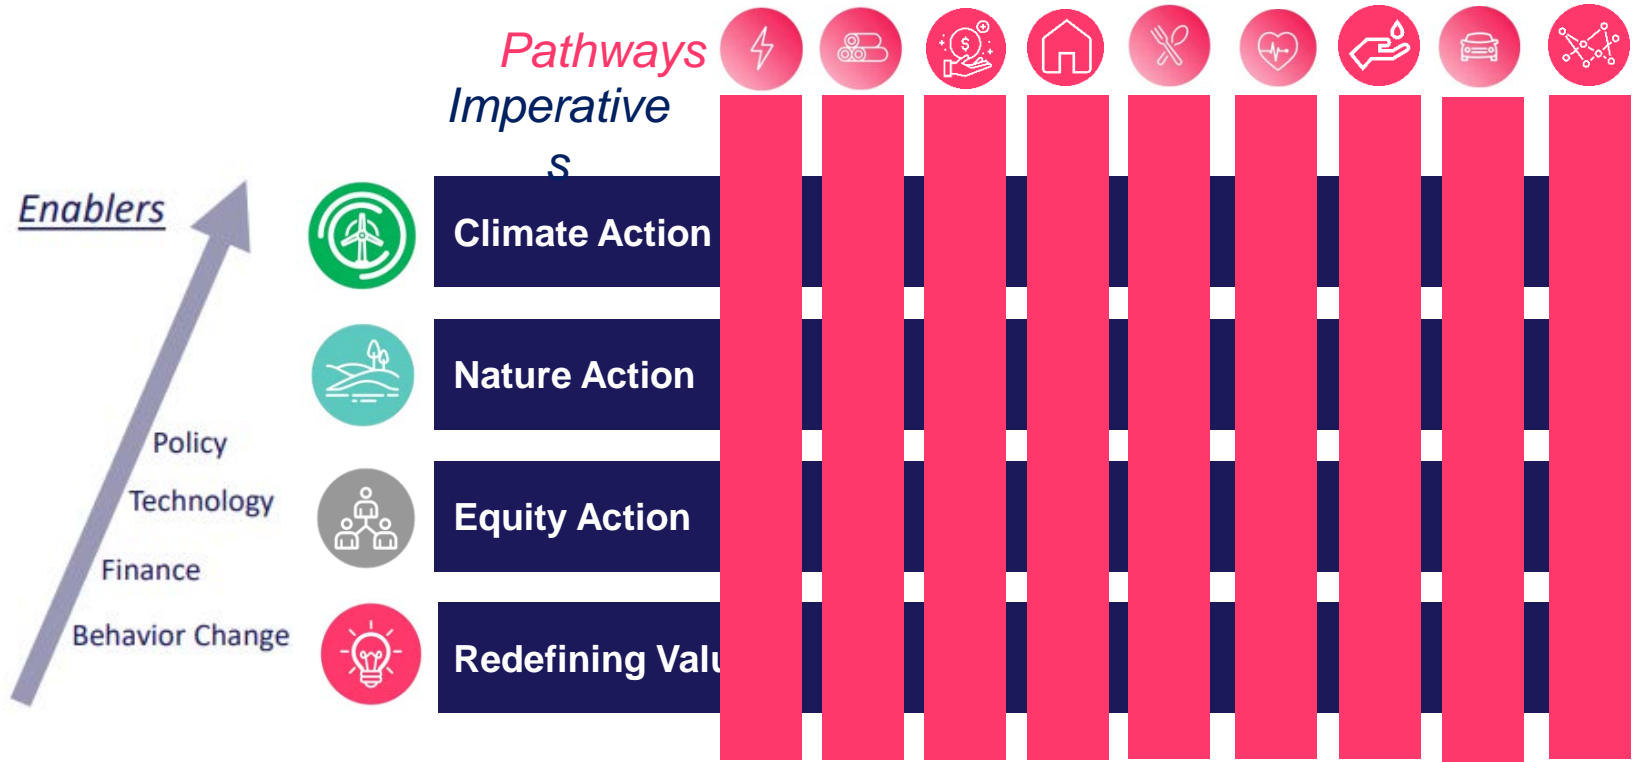 Pathways
Imperative
s
Enablers
Climate Action
Nature Action
Policy
Technology
Equity Action
Finance
Behavior Change
Redefining Valu